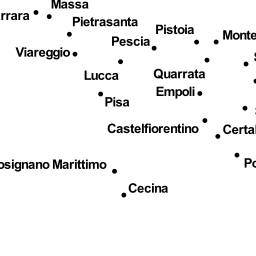 Massa
rrara
Pietrasanta
Pistoia
Monte
Pescia
Viareggio
Lucca
Quarrata
Empoli
Pisa
Castelfiorentino
Certal
Po
osignano Marittimo
Cecina